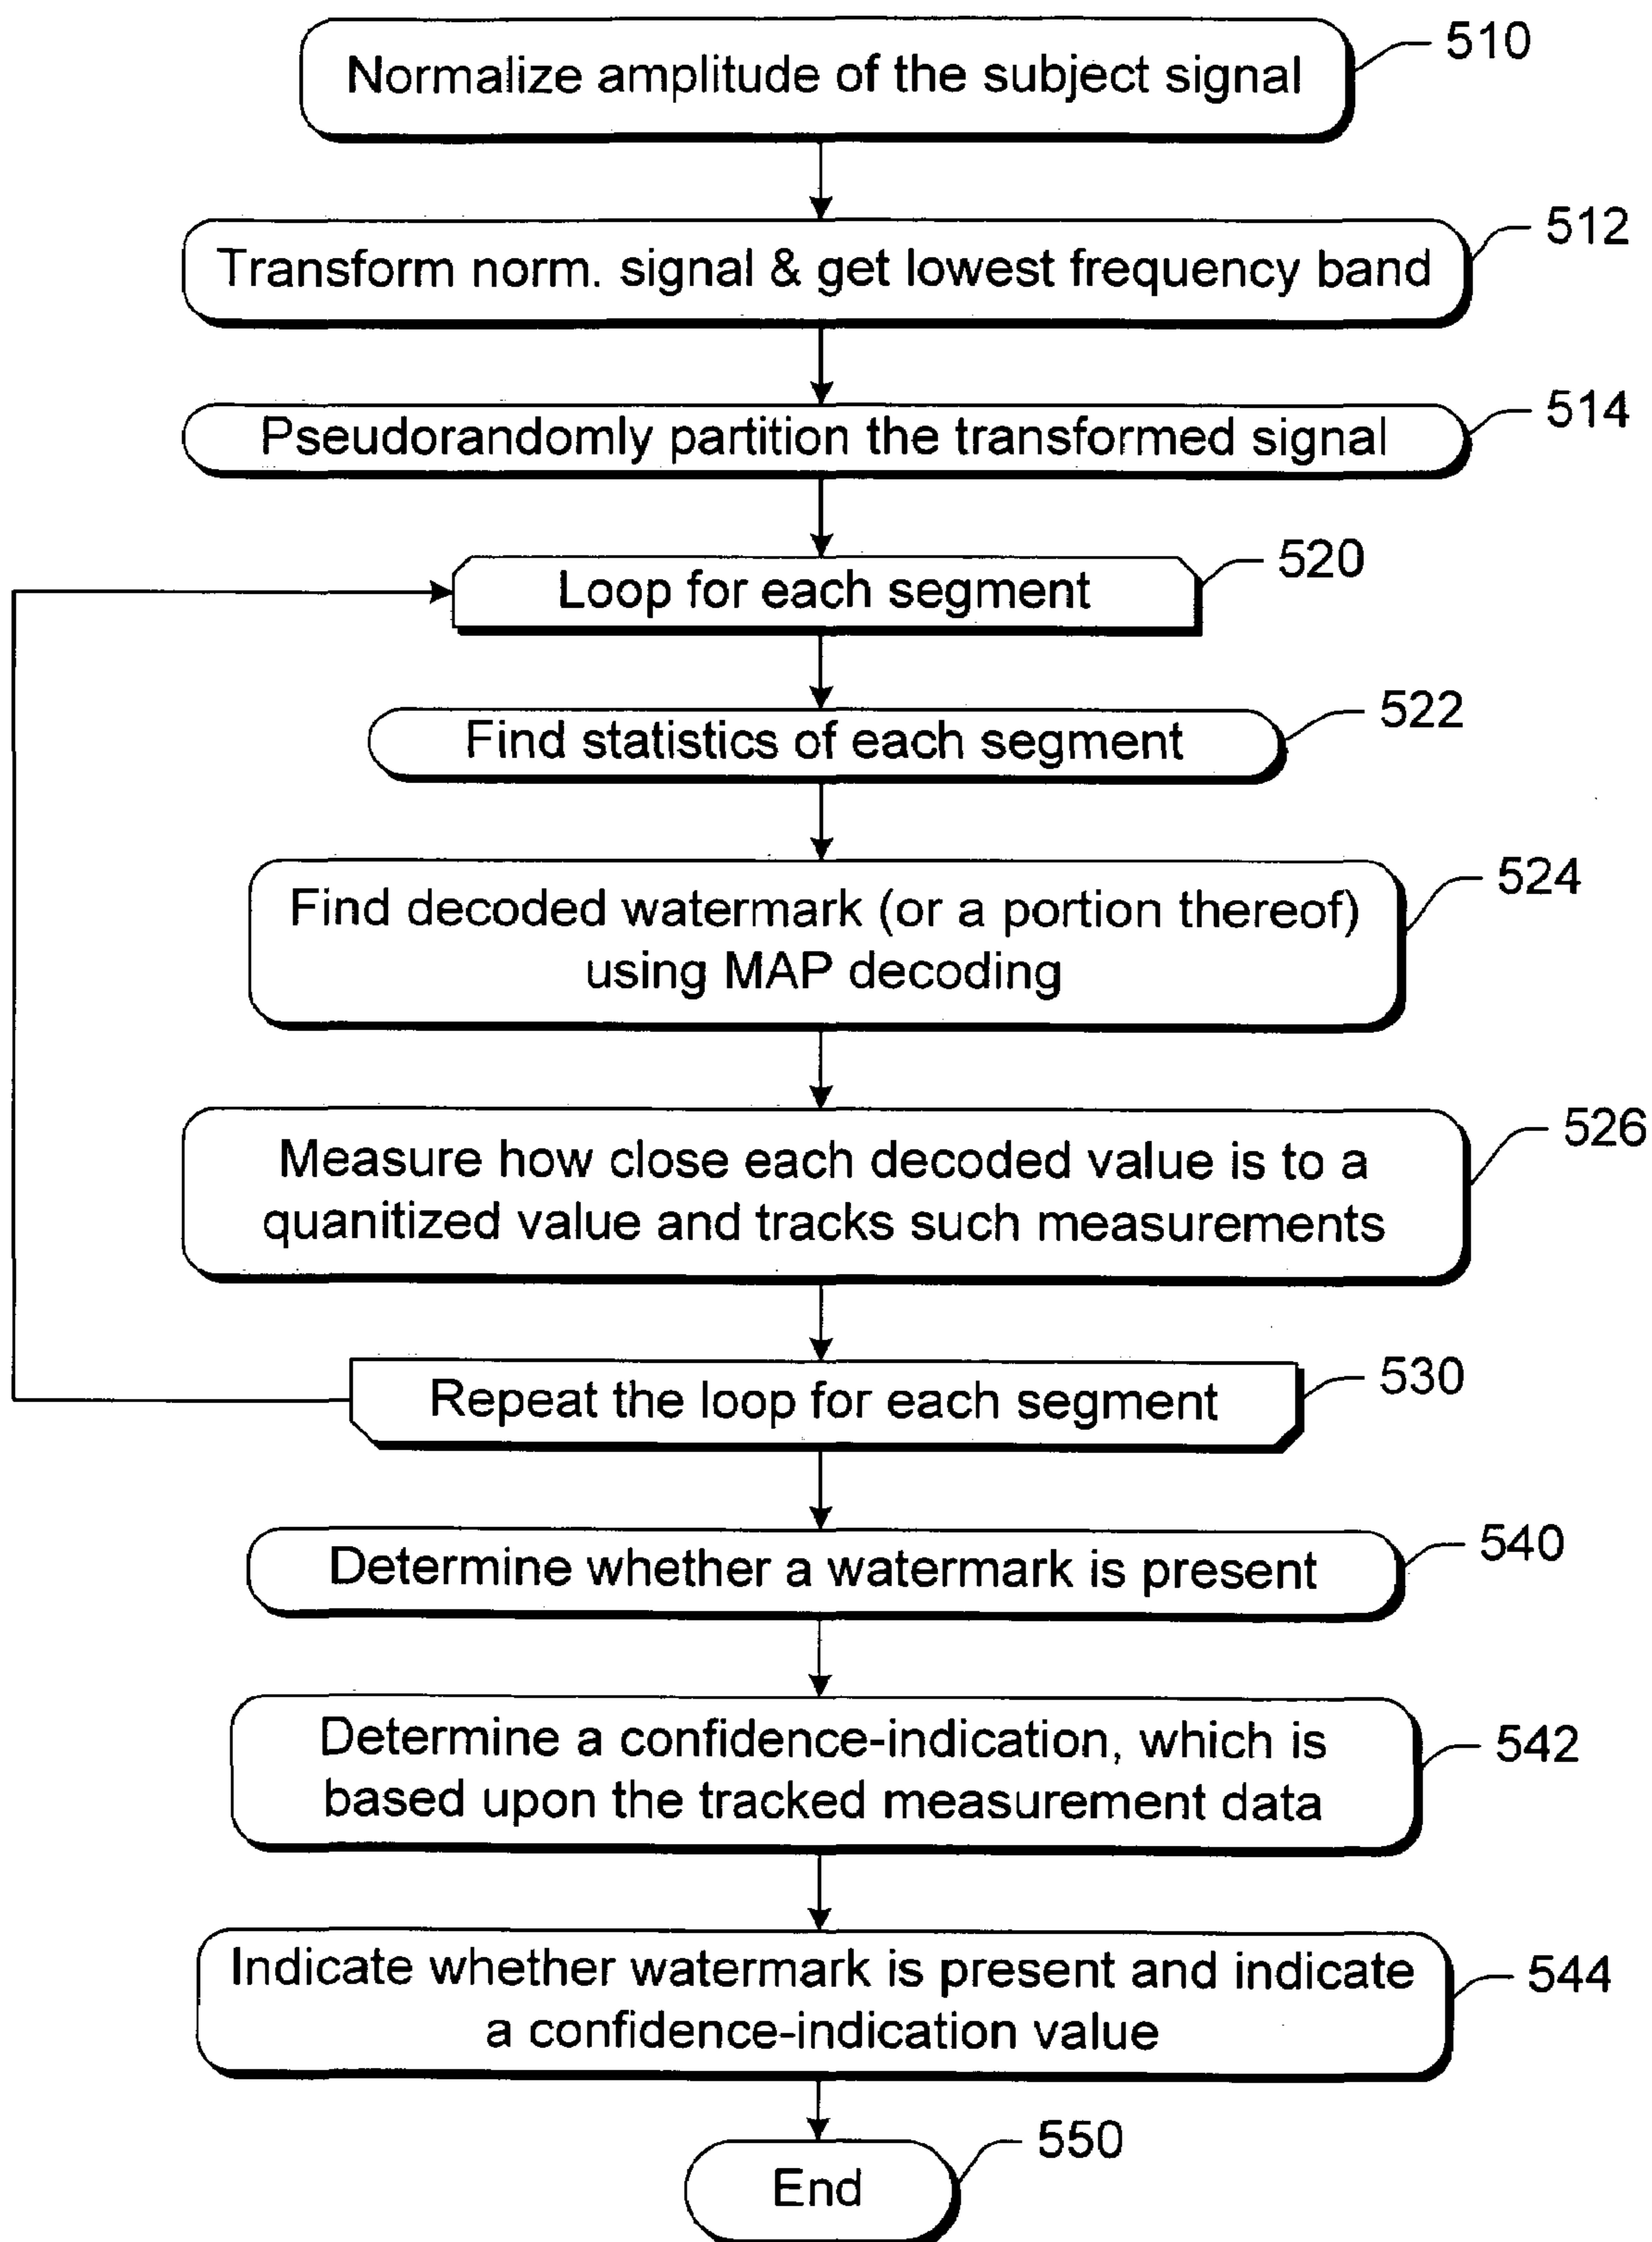 Normalize amplitude of the subject signal
510
Transform norm. signal & get lowest frequency band
512
Pseudorandomly partition the transformed signal
514
Loop for each segment
520
Find statistics of each segment
522
Find decoded watermark (or a portion thereof)
using MAP decoding
524
Measure how close each decoded value is to a
quanitized value and tracks such measurements
526
Repeat the loop for each segment
530
Determine whether a watermark is present
540
Determine a confidence-indication, which is
based upon the tracked measurement data
542
Indicate whether watermark is present and indicate
a confidence-indication value
544
End
550